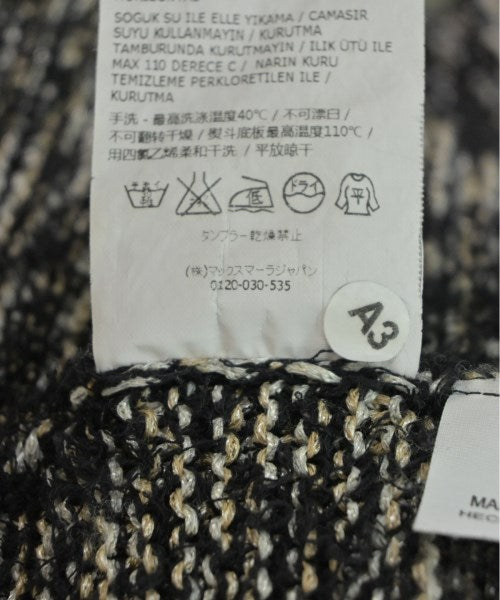 SOGUK SU ILE ELLE YIKAMA / CAMASIR
SUYU KULLANMAYIN / KURUTMA
TAMBURUNDA KURUTMAYIN / ILIK ÜTÜ ILE
MAX 110 DERECE C / NARIN KURU
TEMIZLEME PERKLORETILEN ILE /
KURUTMA
手洗 - 最高洗涤温度40℃ / 不可漂白 /
不可翻转干燥 / 熨斗底板最高温度110℃ /
用四氯乙烯柔和干洗 / 平放晾干
低 ドライ 平
タンブラー乾燥禁止
(株)マックスマーラジャパン
0120-030-535
A3
MA
HEC